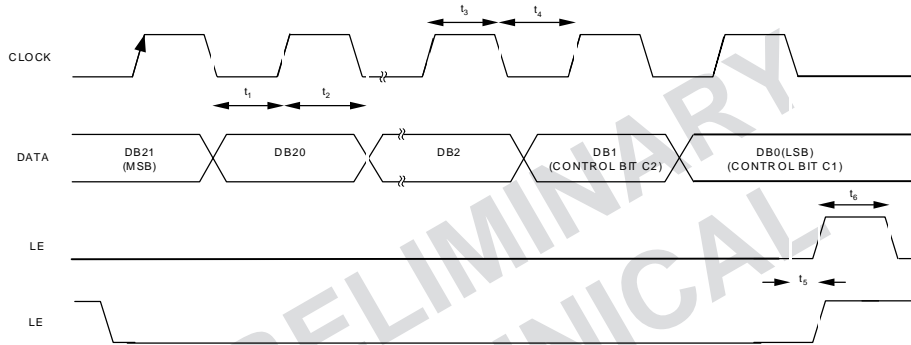 t3
t4
CLOCK
t1
t2
DATA
DB21
(MSB)
DB20
DB2
DB1
(CONTROL BIT C2)
DB0(LSB)
(CONTROL BIT C1)
t6
LE
t5
LE
PRELIMINARY
TECHNICAL